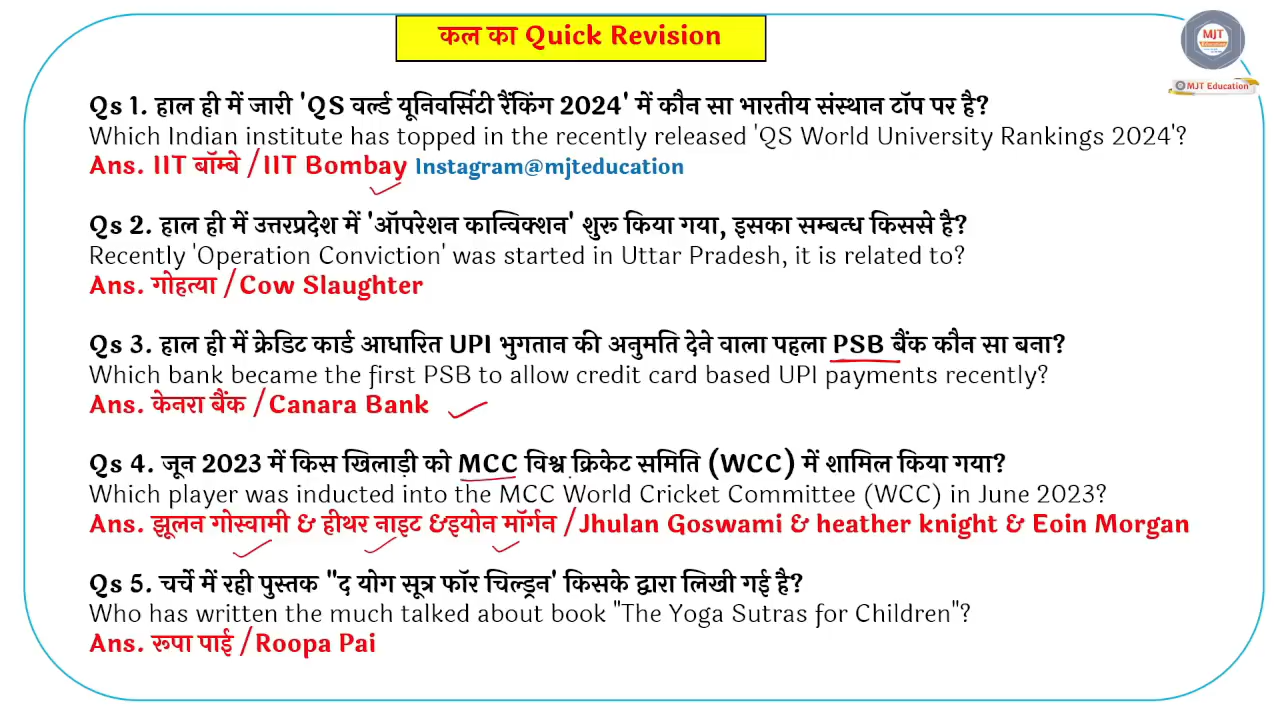 कल का Quick Revision
MJT
Education
MJT Education
Qs 1. हाल ही में जारी 'QS वर्ल्ड यूनिवर्सिटी रैंकिंग 2024' में कौन सा भारतीय संस्थान टॉप पर है?
Which Indian institute has topped in the recently released 'QS World University Rankings 2024'?
Ans. IIT बॉम्बे /IIT Bombay Instagram@mjteducation
Qs 2. हाल ही में उत्तरप्रदेश में 'ऑपरेशन कान्विक्शन' शुरू किया गया, इसका सम्बन्ध किससे है?
Recently 'Operation Conviction' was started in Uttar Pradesh, it is related to?
Ans. गोहत्या /Cow Slaughter
Qs 3. हाल ही में क्रेडिट कार्ड आधारित UPI भुगतान की अनुमति देने वाला पहला PSB बैंक कौन सा बना?
Which bank became the first PSB to allow credit card based UPI payments recently?
Ans. केनरा बैंक /Canara Bank
Qs 4. जून 2023 में किस खिलाड़ी को MCC विश्व क्रिकेट समिति (WCC) में शामिल किया गया?
Which player was inducted into the MCC World Cricket Committee (WCC) in June 2023?
Ans. झूलन गोस्वामी & हीथर नाइट &इयोन मॉर्गन /Jhulan Goswami & heather knight & Eoin Morgan
Qs 5. चर्चे में रही पुस्तक "द योग सूत्र फॉर चिल्ड्रन' किसके द्वारा लिखी गई है?
Who has written the much talked about book "The Yoga Sutras for Children"?
Ans. रूपा पाई /Roopa Pai